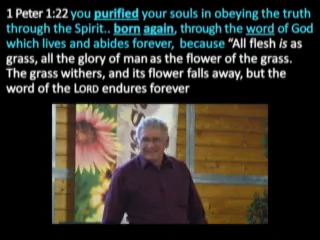 1 Peter 1:22 you purified your souls in obeying the truth
through the Spirit.. born again, through the word of God
which lives and abides forever,  because "All flesh is as
grass, all the glory of man as the flower of the grass.
The grass withers, and its flower falls away, but the
word of the LORD endures forever